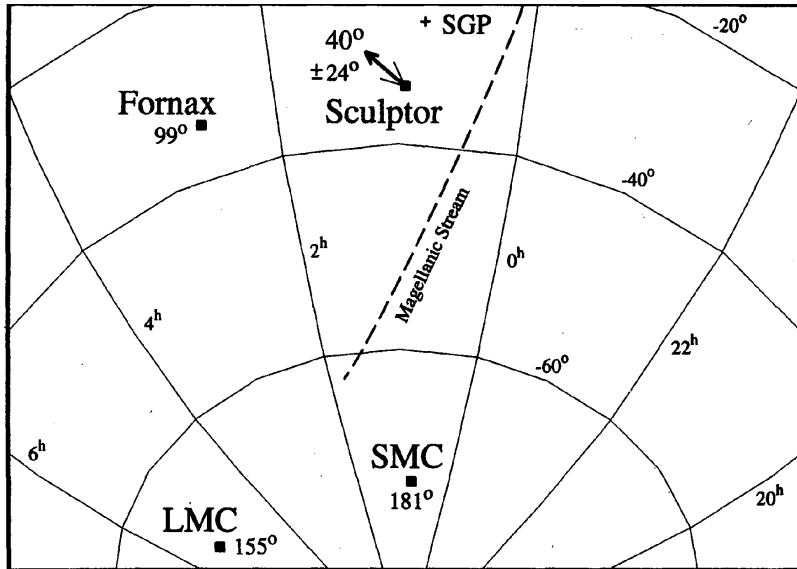 + SGP
-20°
40°
±24°
Fornax
99°
Sculptor
-40°
Magellanic Stream
2ʰ
0ʰ
4ʰ
22ʰ
-60°
6ʰ
SMC
181°
20ʰ
LMC
155°